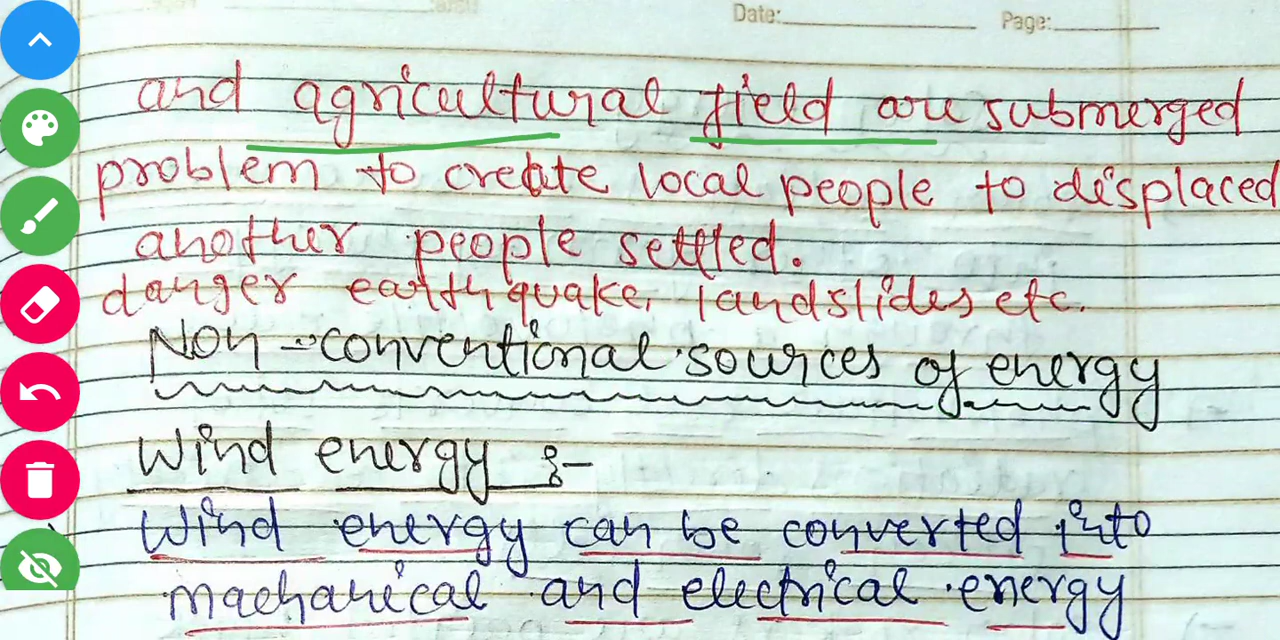 Date: Page:
and agricultural field are submerged
problem to create local people to displaced
another people settled.
danger earthquake, landslides etc.
Non-conventional sources of energy
Wind energy :-
Wind energy can be converted into
machanical and electrical energy